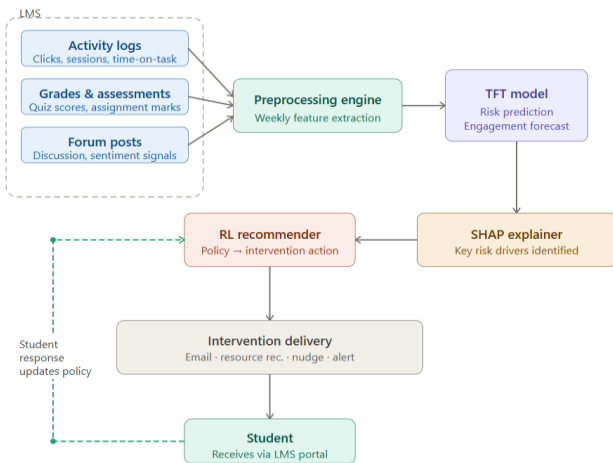 LMS
Activity logs
Clicks, sessions, time-on-task
Grades & assessments
Quiz scores, assignment marks
Forum posts
Discussion, sentiment signals
Preprocessing engine
Weekly feature extraction
TFT model
Risk prediction
Engagement forecast
RL recommender
Policy → intervention action
SHAP explainer
Key risk drivers identified
Intervention delivery
Email · resource rec. · nudge · alert
Student
response
updates policy
Student
Receives via LMS portal